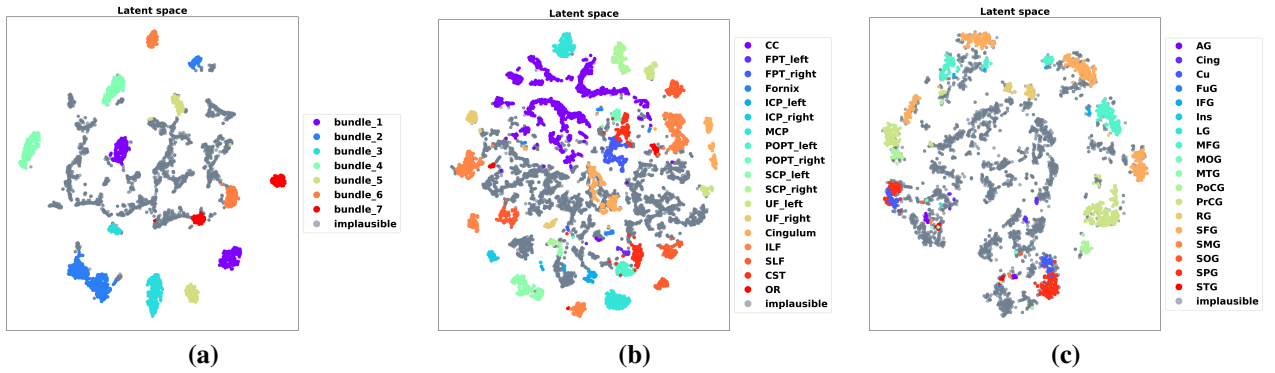 Latent space
bundle_1
bundle_2
bundle_3
bundle_4
bundle_5
bundle_6
bundle_7
implausible
(a)
Latent space
CC
FPT_left
FPT_right
Fornix
ICP_left
ICP_right
MCP
POPT_left
POPT_right
SCP_left
SCP_right
UF_left
UF_right
Cingulum
ILF
SLF
CST
OR
implausible
(b)
Latent space
AG
Cing
Cu
FuG
IFG
Ins
LG
MFG
MOG
MTG
PoCG
PrCG
RG
SFG
SMG
SOG
SPG
STG
implausible
(c)